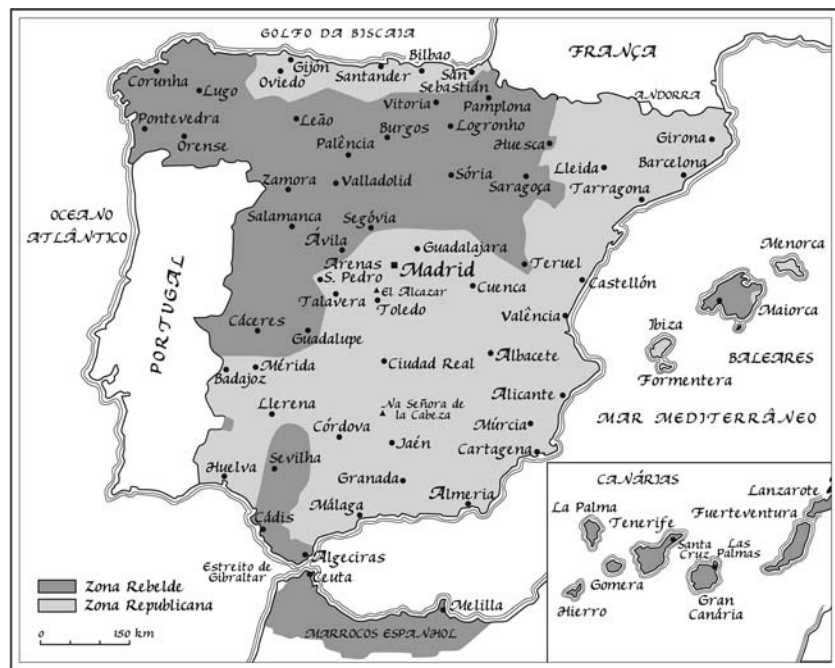 GOLFO DA BISCAIA
FRANÇA
Corunha
Lugo
Gijón
Oviedo
Santander
Bilbao
San
Sebastián
Pamplona
ANDORRA
Pontevedra
Orense
Leão
Vitoria
Burgos
Logronho
Palência
Huesca
Girona
Lleida
Barcelona
Tarragona
Zamora
Valladolid
Sória
Saragoça
OCEANO
ATLÂNTICO
Salamanca
Segóvia
Ávila
Guadalajara
Arenas
S. Pedro
Madrid
Teruel
Menorca
El Alcazar
Talavera
Toledo
Cuenca
Castellón
Maiorca
PORTUGAL
Cáceres
Guadalupe
Valência
Ibiza
BALEARES
Badajoz
Mérida
Ciudad Real
Albacete
Formentera
Alicante
MAR MEDITERRÂNEO
Llerena
Na Señora de
la Cabeza
Múrcia
Córdova
Jaén
Cartagena
Huelva
Sevilha
Granada
Almeria
Málaga
Cádis
Algeciras
Estreito de
Gibraltar
Ceuta
Melilla
MARROCOS ESPANHOL
CANÁRIAS
Lanzarote
La Palma
Fuerteventura
Tenerife
Santa
Cruz
Las
Palmas
Gomera
Hierro
Gran
Canária
Zona Rebelde
Zona Republicana
0 150 km